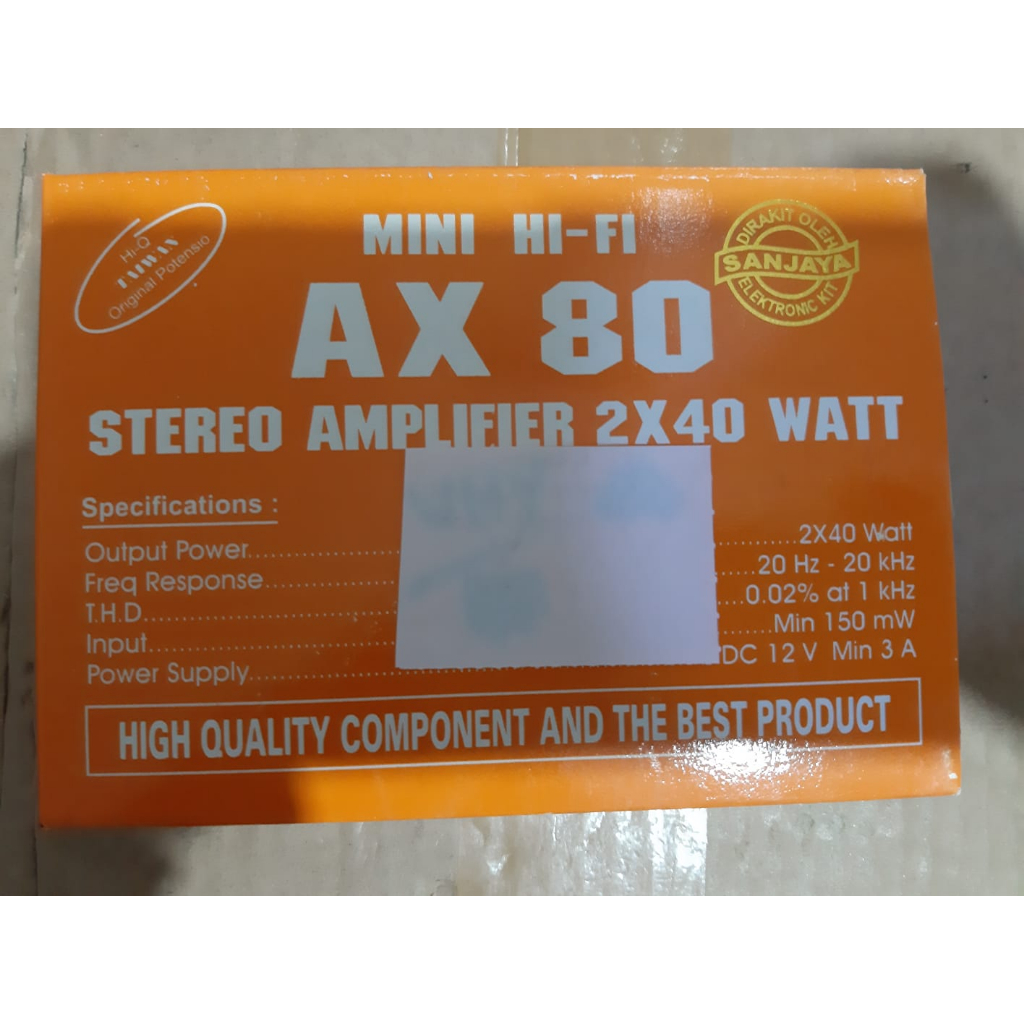 Hi-Q
TAIWAN
Original Potensio
MINI HI-FI
DIRAKIT OLEH
SANJAYA
ELEKTRONIC KIT
AX 80
STEREO AMPLIFIER 2X40 WATT
Specifications :
Output Power..................... ..........2X40 Watt
Freq Response.................. .....20 Hz - 20 kHz
T.H.D................................... ....0.02% at 1 kHz
Input................................... .......Min 150 mW
Power Supply..................... DC 12 V Min 3 A
HIGH QUALITY COMPONENT AND THE BEST PRODUCT